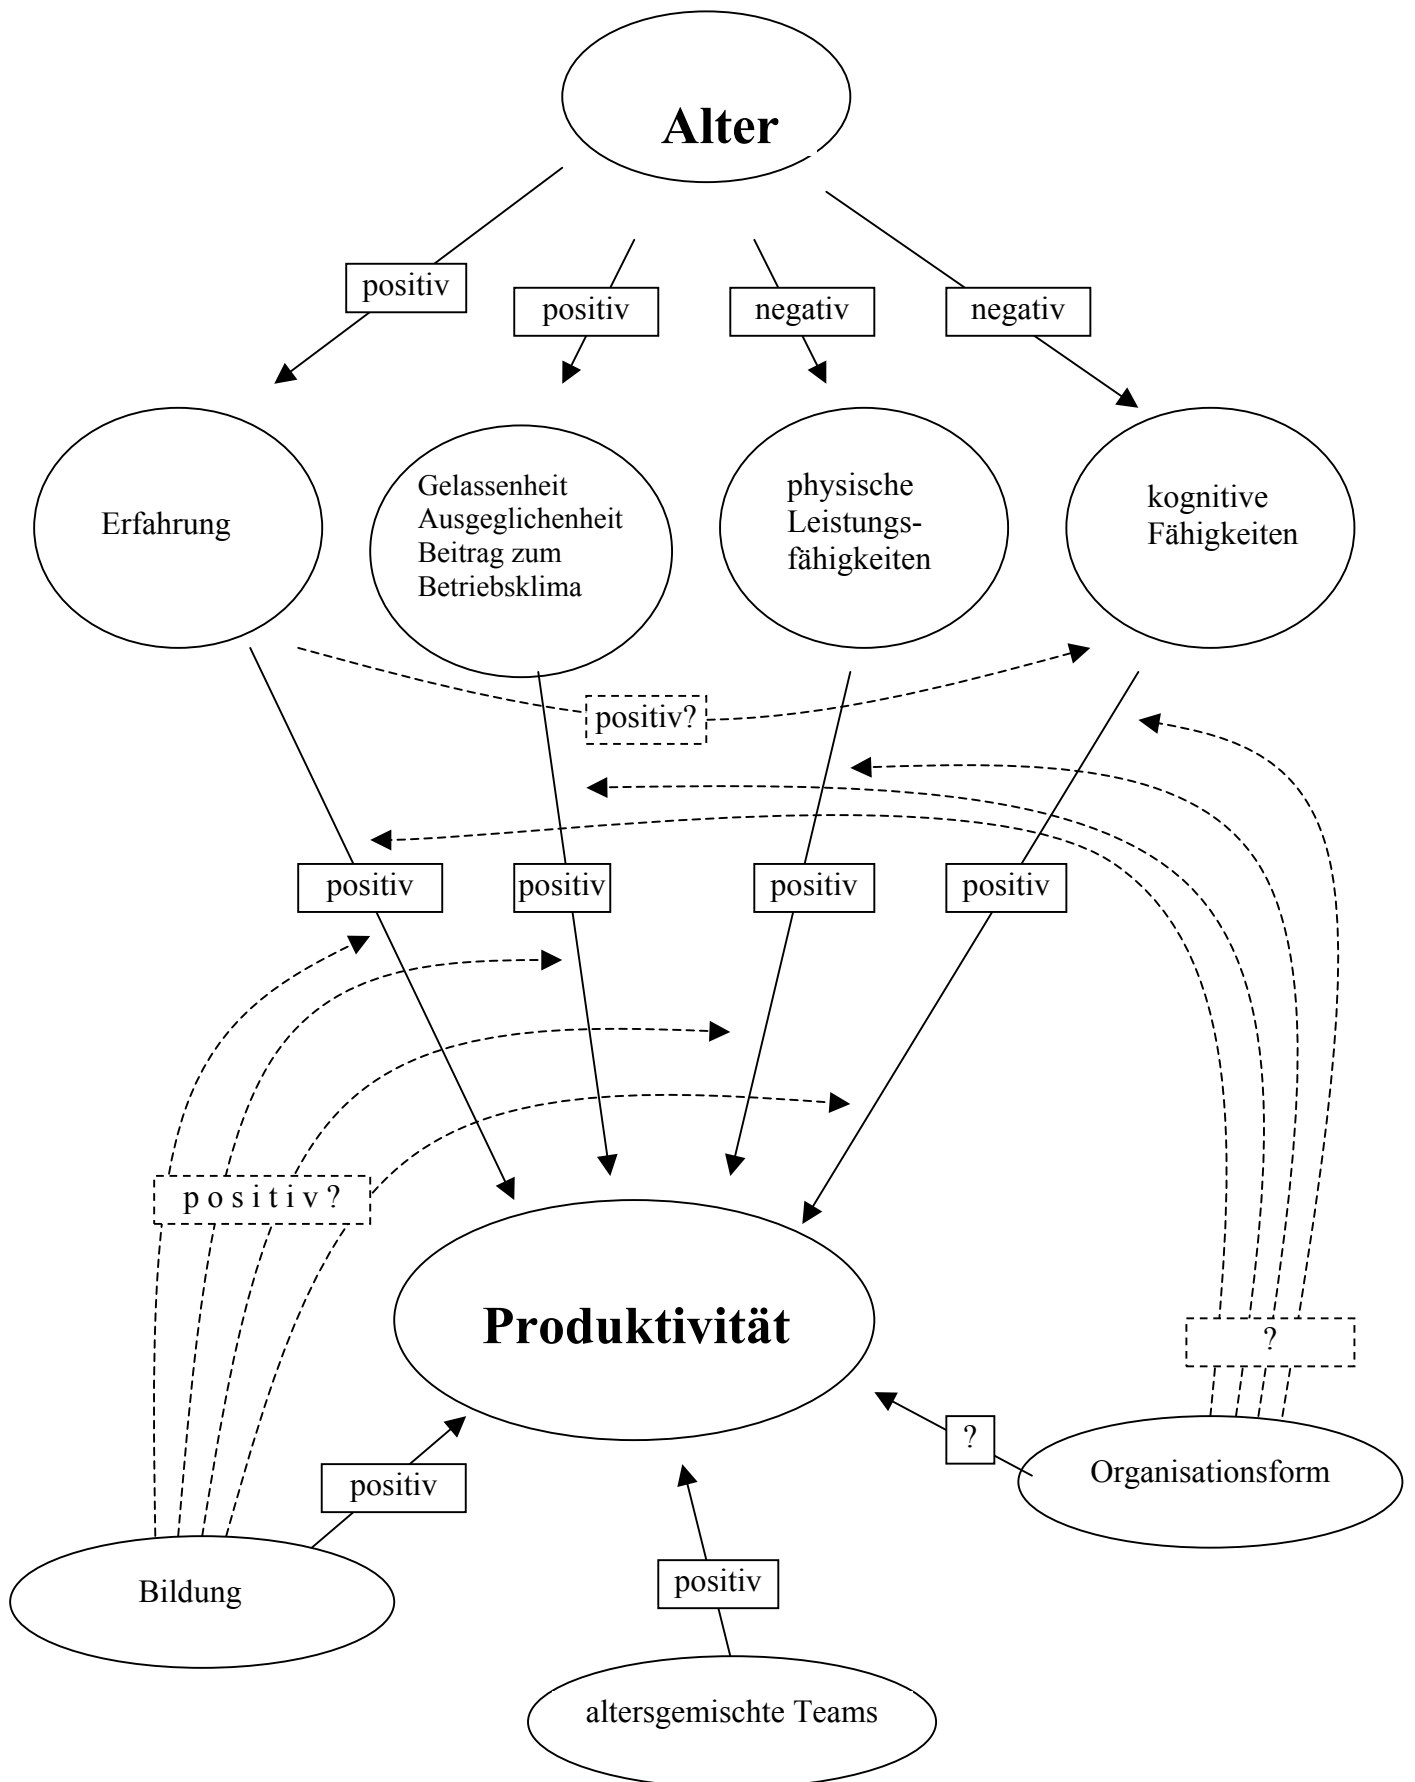 Alter
positiv
positiv
negativ
negativ
Erfahrung
Gelassenheit
Ausgeglichenheit
Beitrag zum
Betriebsklima
physische
Leistungs-
fähigkeiten
kognitive
Fähigkeiten
positiv?
positiv
positiv
positiv
positiv
p o s i t i v ?
Produktivität
?
?
Organisationsform
positiv
Bildung
positiv
altersgemischte Teams